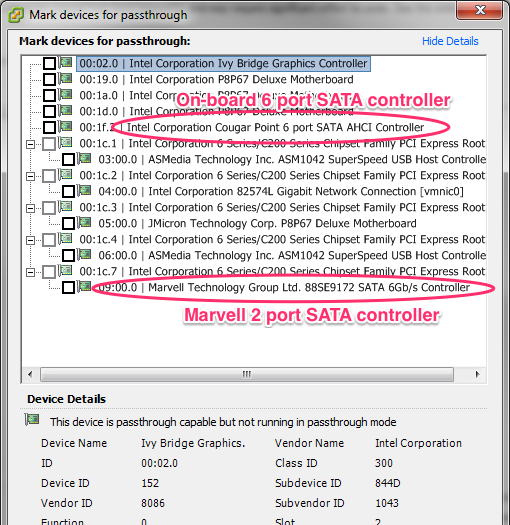 Mark devices for passthrough
Mark devices for passthrough:
Hide Details
00:02.0 | Intel Corporation Ivy Bridge Graphics Controller
00:19.0 | Intel Corporation P8P67 Deluxe Motherboard
00:1a.0 | Intel Corporation P8P67 Deluxe Motherboard
00:1d.0 | Intel Corporation P8P67 Deluxe Motherboard
On-board 6 port SATA controller
00:1f.2 | Intel Corporation Cougar Point 6 port SATA AHCI Controller
00:1c.1 | Intel Corporation 6 Series/C200 Series Chipset Family PCI Express Root
03:00.0 | ASMedia Technology Inc. ASM1042 SuperSpeed USB Host Controlle
00:1c.2 | Intel Corporation 6 Series/C200 Series Chipset Family PCI Express Root
04:00.0 | Intel Corporation 82574L Gigabit Network Connection [vmnic0]
00:1c.3 | Intel Corporation 6 Series/C200 Series Chipset Family PCI Express Root
05:00.0 | JMicron Technology Corp. P8P67 Deluxe Motherboard
00:1c.4 | Intel Corporation 6 Series/C200 Series Chipset Family PCI Express Root
06:00.0 | ASMedia Technology Inc. ASM1042 SuperSpeed USB Host Controlle
00:1c.7 | Intel Corporation 6 Series/C200 Series Chipset Family PCI Express Root
09:00.0 | Marvell Technology Group Ltd. 88SE9172 SATA 6Gb/s Controller
Marvell 2 port SATA controller
Device Details
This device is passthrough capable but not running in passthrough mode
Device Name Ivy Bridge Graphics. Vendor Name Intel Corporation
ID 00:02.0 Class ID 300
Device ID 152 Subdevice ID 844D
Vendor ID 8086 Subvendor ID 1043
Function 0 Slot 2